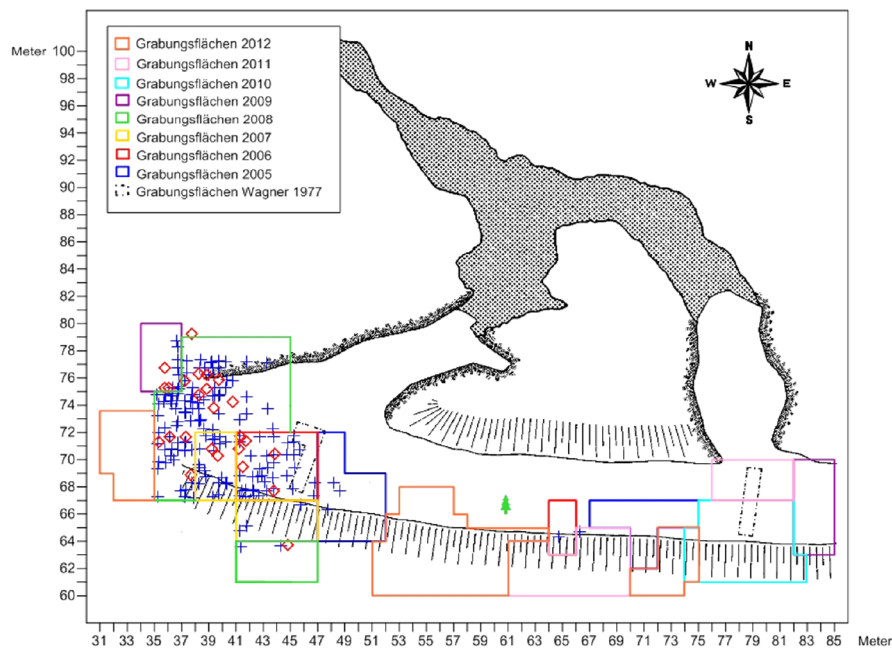 Meter 100
98
96
94
92
90
88
86
84
82
80
78
76
74
72
70
68
66
64
62
60
Grabungsflächen 2012
Grabungsflächen 2011
Grabungsflächen 2010
Grabungsflächen 2009
Grabungsflächen 2008
Grabungsflächen 2007
Grabungsflächen 2006
Grabungsflächen 2005
Grabungsflächen Wagner 1977
N
W E
S
31 33 35 37 39 41 43 45 47 49 51 53 55 57 59 61 63 65 67 69 71 73 75 77 79 81 83 85 Meter